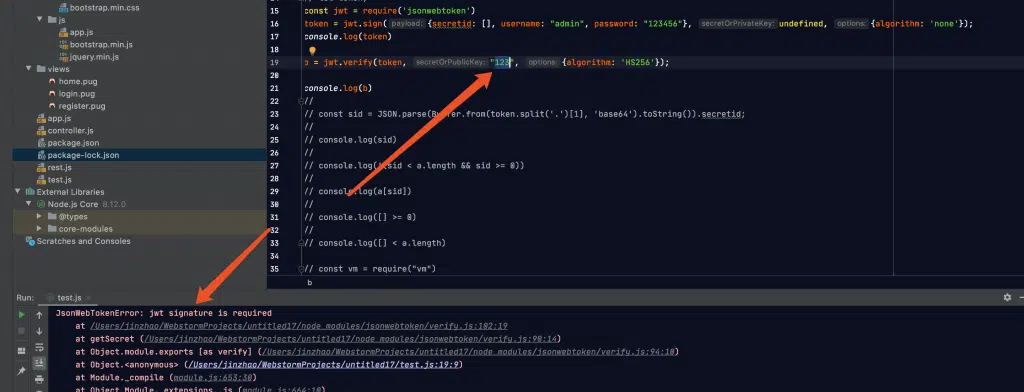 bootstrap.min.css
js
app.js
bootstrap.min.js
jquery.min.js
views
home.pug
login.pug
register.pug
app.js
controller.js
package.json
package-lock.json
rest.js
test.js
External Libraries
Node.js Core 8.12.0
@types
core-modules
Scratches and Consoles
15 const jwt = require('jsonwebtoken')
16 token = jwt.sign( payload: {secretid: [], username: "admin", password: "123456"}, secretOrPrivateKey: undefined, options: {algorithm: 'none'});
17 console.log(token)
18
19 b = jwt.verify(token, secretOrPublicKey: "123", options: {algorithm: 'HS256'});
20
21 console.log(b)
22 //
23 // const sid = JSON.parse(Buffer.from(token.split('.')[1], 'base64').toString()).secretid;
24 //
25 // console.log(sid)
26 //
27 // console.log(!(sid < a.length && sid >= 0))
28 //
29 // console.log(a[sid])
30 //
31 // console.log([] >= 0)
32 //
33 // console.log([] < a.length)
34
35 // const vm = require("vm")
b
Run: test.js
JsonWebTokenError: jwt signature is required
at /Users/jinzhao/WebstormProjects/untitled17/node_modules/jsonwebtoken/verify.js:102:19
at getSecret (/Users/jinzhao/WebstormProjects/untitled17/node_modules/jsonwebtoken/verify.js:90:14)
at Object.module.exports [as verify] (/Users/jinzhao/WebstormProjects/untitled17/node_modules/jsonwebtoken/verify.js:94:10)
at Object.<anonymous> (/Users/jinzhao/WebstormProjects/untitled17/test.js:19:9)
at Module._compile (module.js:653:30)
at Object.Module._extensions..js (module.js:664:10)